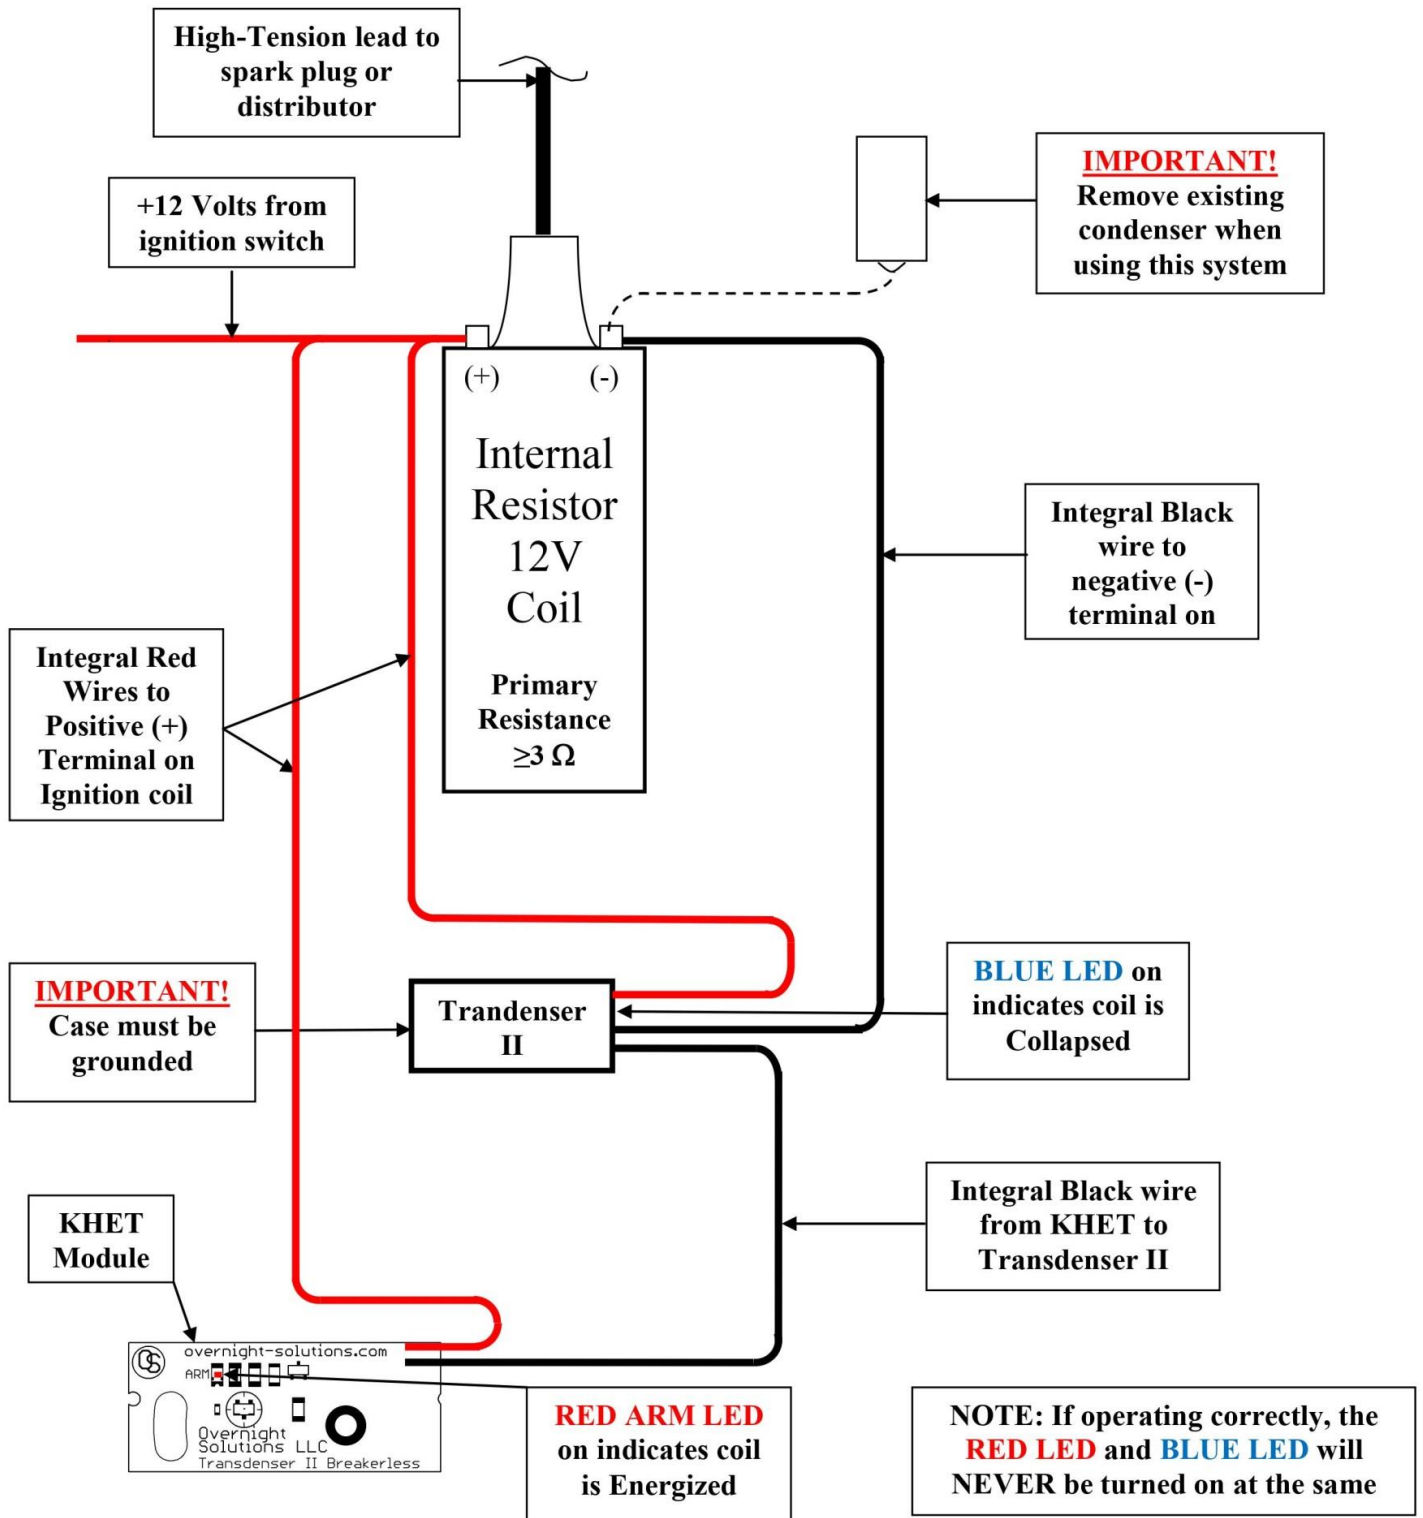 High-Tension lead to
spark plug or
distributor
IMPORTANT!
Remove existing
condenser when
using this system
+12 Volts from
ignition switch
(+)
(-)
Internal
Resistor
12V
Coil
Primary
Resistance
≥3 Ω
Integral Black
wire to
negative (-)
terminal on
Integral Red
Wires to
Positive (+)
Terminal on
Ignition coil
IMPORTANT!
Case must be
grounded
Trandenser
II
BLUE LED on
indicates coil is
Collapsed
KHET
Module
Integral Black wire
from KHET to
Transdenser II
OS
overnight-solutions.com
ARM
Overnight
Solutions LLC
Transdenser II Breakerless
RED ARM LED
on indicates coil
is Energized
NOTE: If operating correctly, the
RED LED and BLUE LED will
NEVER be turned on at the same